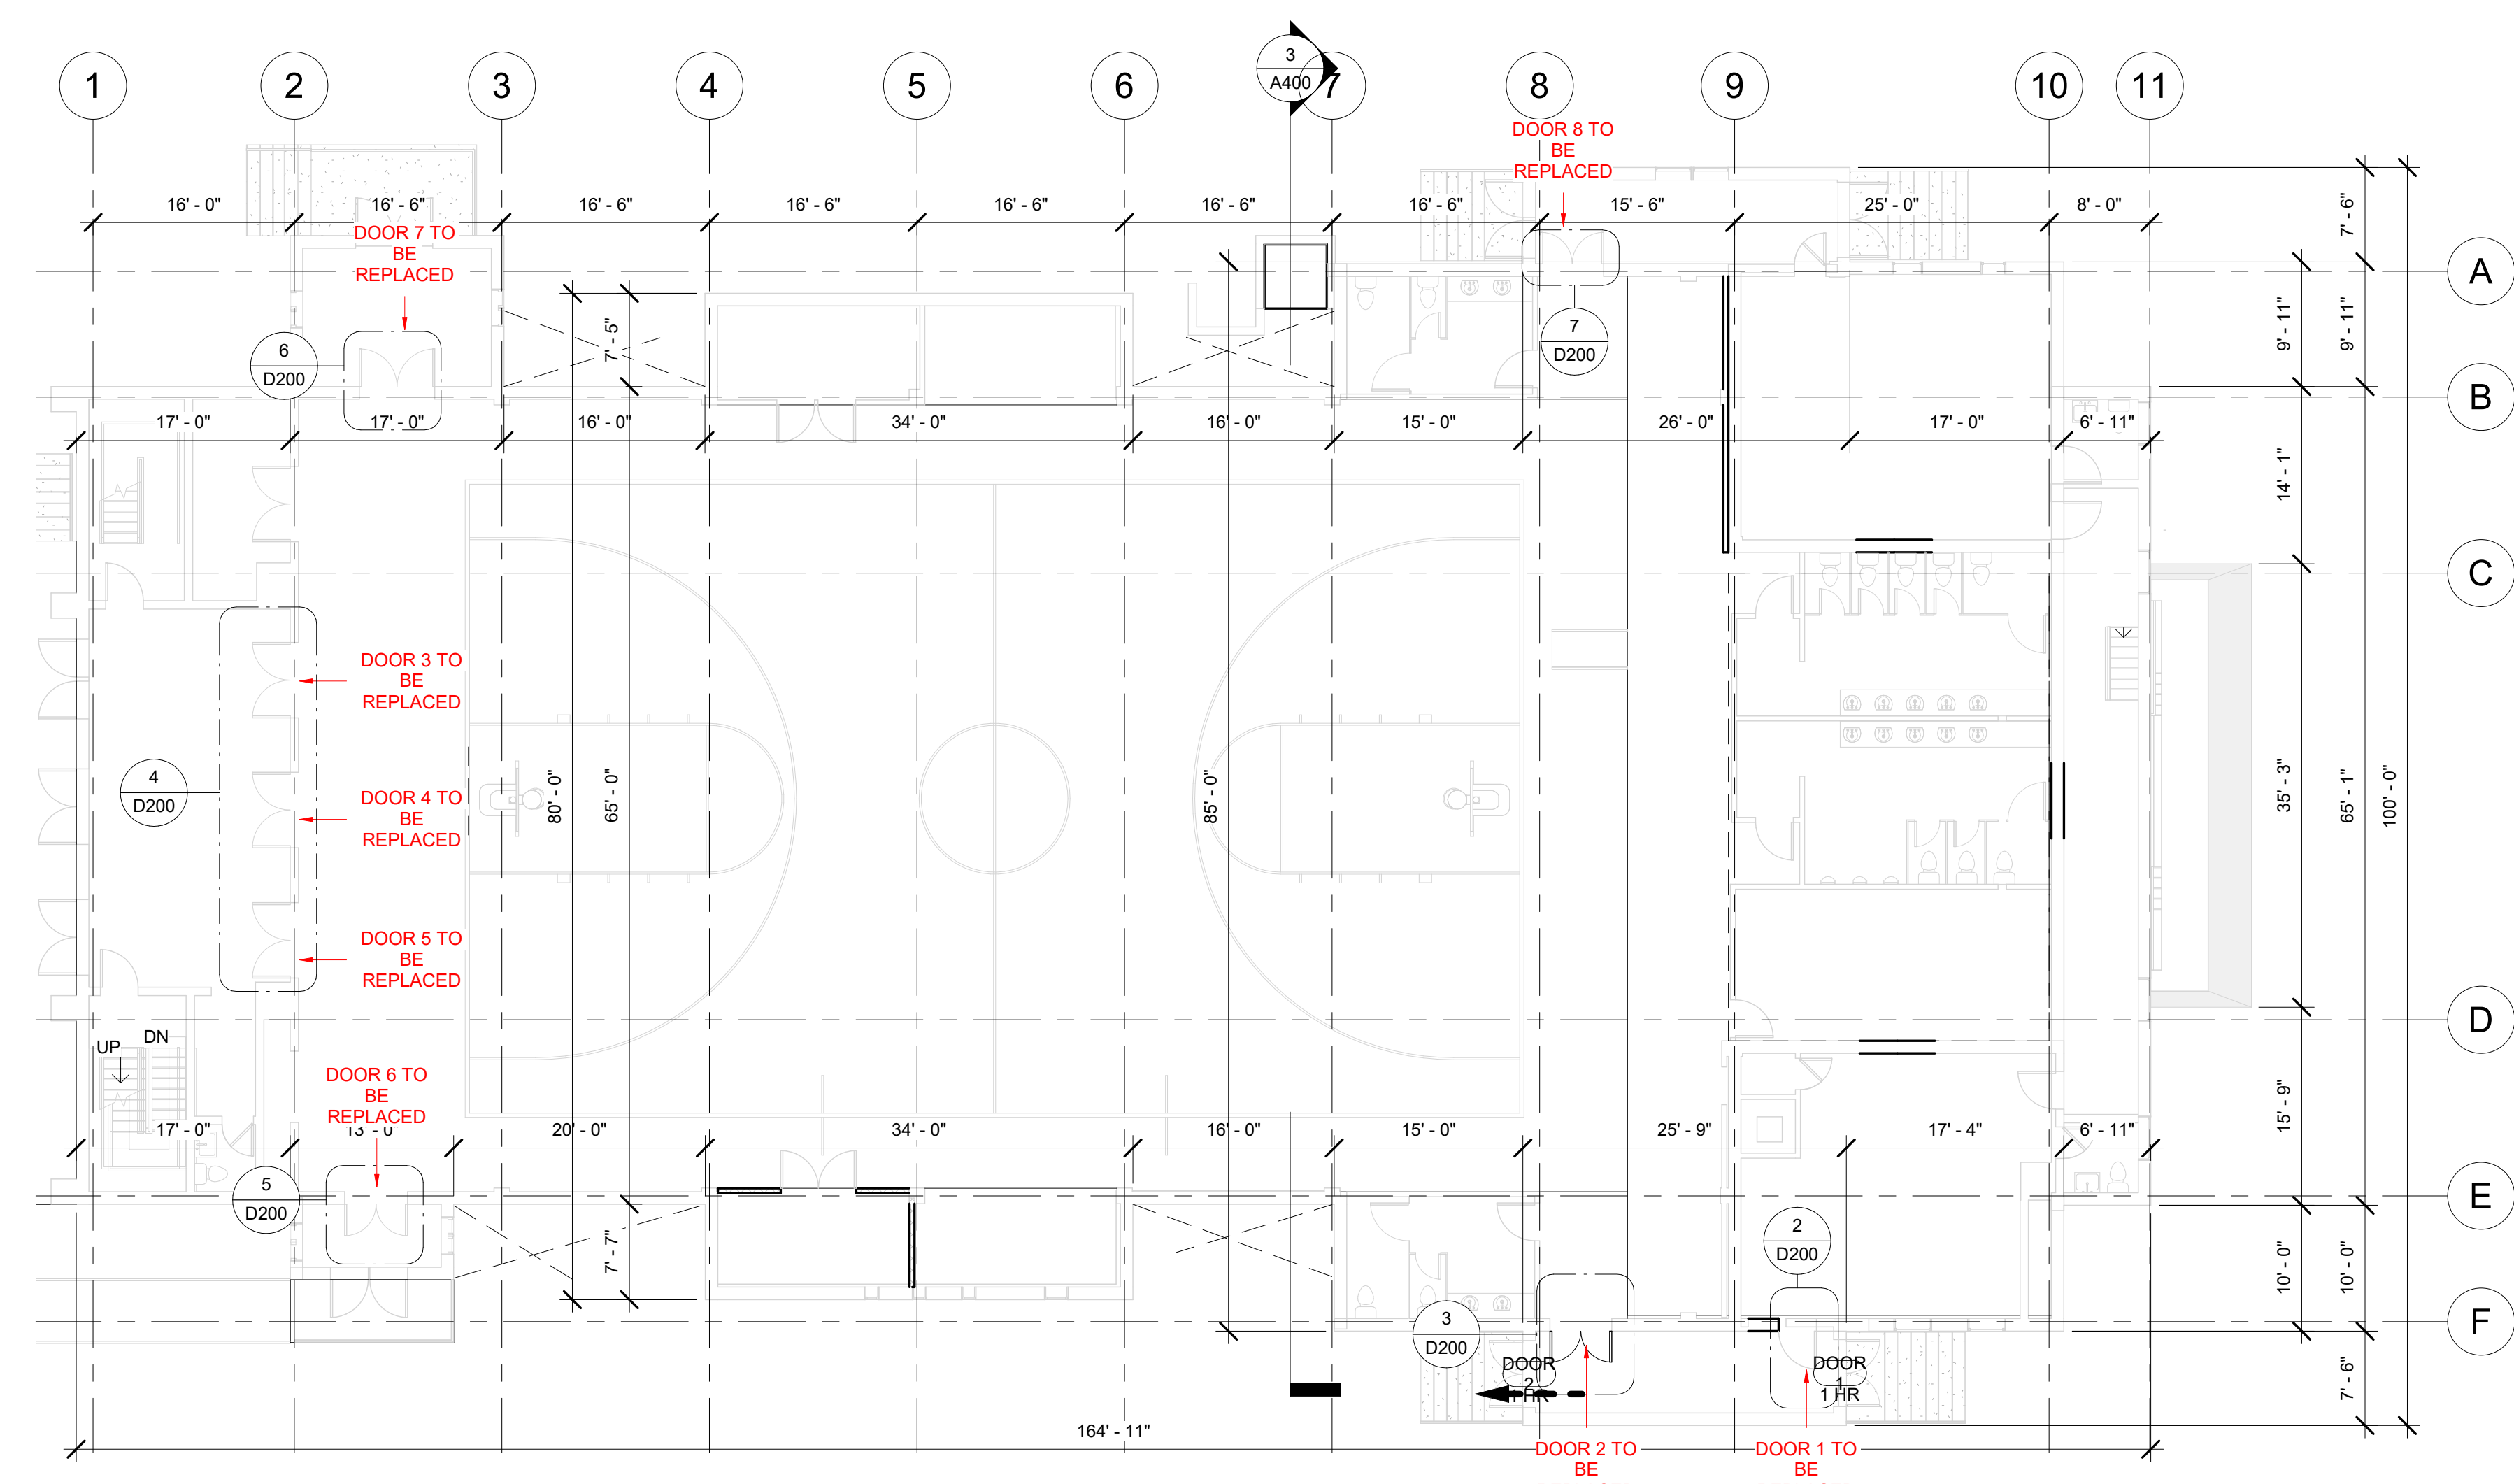 3
A400
1
2
3
4
5
6
7
8
9
10
11
DOOR 8 TO
BE
REPLACED
16' - 0"
16' - 6"
16' - 6"
16' - 6"
16' - 6"
16' - 6"
16' - 6"
15' - 6"
25' - 0"
8' - 0"
7' - 6"
DOOR 7 TO
BE
REPLACED
A
9' - 11"
9' - 11"
7' - 5"
6
D200
7
D200
B
17' - 0"
17' - 0"
16' - 0"
34' - 0"
16' - 0"
15' - 0"
26' - 0"
17' - 0"
6' - 11"
14' - 1"
C
DOOR 3 TO
BE
REPLACED
4
D200
DOOR 4 TO
BE
REPLACED
80' - 0"
65' - 0"
85' - 0"
35' - 3"
65' - 1"
100' - 0"
DOOR 5 TO
BE
REPLACED
D
UP
DN
DOOR 6 TO
BE
REPLACED
15' - 9"
17' - 0"
13' - 0
20' - 0"
34' - 0"
16' - 0"
15' - 0"
25' - 9"
17' - 4"
6' - 11"
5
D200
E
2
D200
7' - 7"
10' - 0"
10' - 0"
F
3
D200
DOOR
2
1 HR
DOOR
1
1 HR
7' - 6"
164' - 11"
DOOR 2 TO
BE
DOOR 1 TO
BE